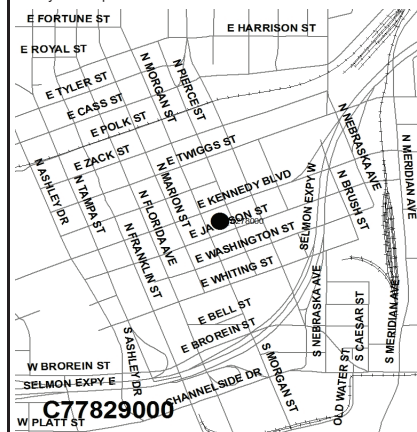 E FORTUNE ST
E HARRISON ST
E ROYAL ST
N MORGAN ST
N PIERCE ST
E TYLER ST
E CASS ST
E POLK ST
E ZACK ST
E TWIGGS ST
N NEBRASKA AVE
N MERIDIAN AVE
N ASHLEY DR
N TAMPA ST
N MARION ST
N FLORIDA AVE
N FRANKLIN ST
E KENNEDY BLVD
SELMON EXPY W
N BRUSH ST
E WASHINGTON ST
E WHITING ST
E BELL ST
E BROREIN ST
S NEBRASKA AVE
S CAESAR ST
S MERIDIAN AVE
S ASHLEY DR
W BROREIN ST
SELMON EXPY E
CHANNELSIDE DR
S MORGAN ST
OLD WATER ST
C77829000
W PLATT ST